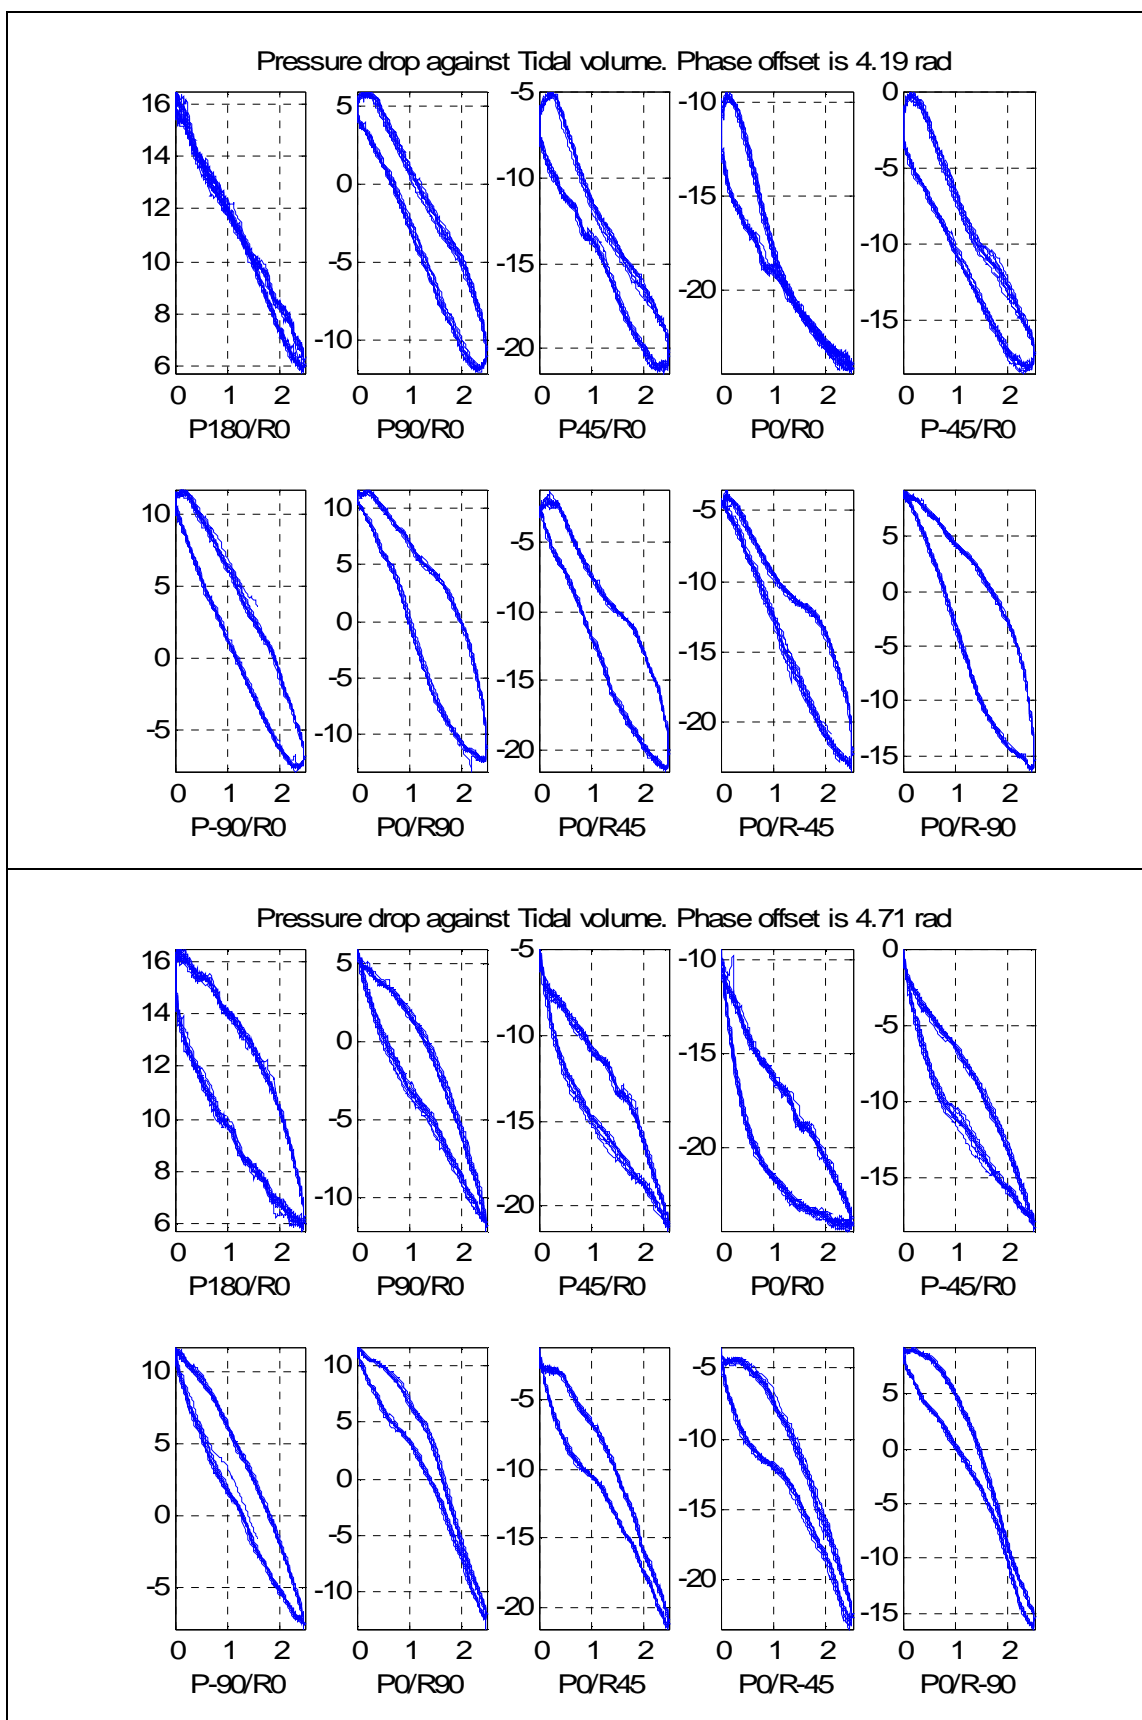 Pressure drop against Tidal volume. Phase offset is 4.19 rad
16 14 12 10 8 6
0 1 2
P180/R0
5 0 -5 -10
0 1 2
P90/R0
-5 -10 -15 -20
0 1 2
P45/R0
-10 -15 -20
0 1 2
P0/R0
0 -5 -10 -15
0 1 2
P-45/R0
10 5 0 -5
0 1 2
P-90/R0
10 5 0 -5 -10
0 1 2
P0/R90
-5 -10 -15 -20
0 1 2
P0/R45
-5 -10 -15 -20
0 1 2
P0/R-45
5 0 -5 -10 -15
0 1 2
P0/R-90
Pressure drop against Tidal volume. Phase offset is 4.71 rad
16 14 12 10 8 6
0 1 2
P180/R0
5 0 -5 -10
0 1 2
P90/R0
-5 -10 -15 -20
0 1 2
P45/R0
-10 -15 -20
0 1 2
P0/R0
0 -5 -10 -15
0 1 2
P-45/R0
10 5 0 -5
0 1 2
P-90/R0
10 5 0 -5 -10
0 1 2
P0/R90
-5 -10 -15 -20
0 1 2
P0/R45
-5 -10 -15 -20
0 1 2
P0/R-45
5 0 -5 -10 -15
0 1 2
P0/R-90